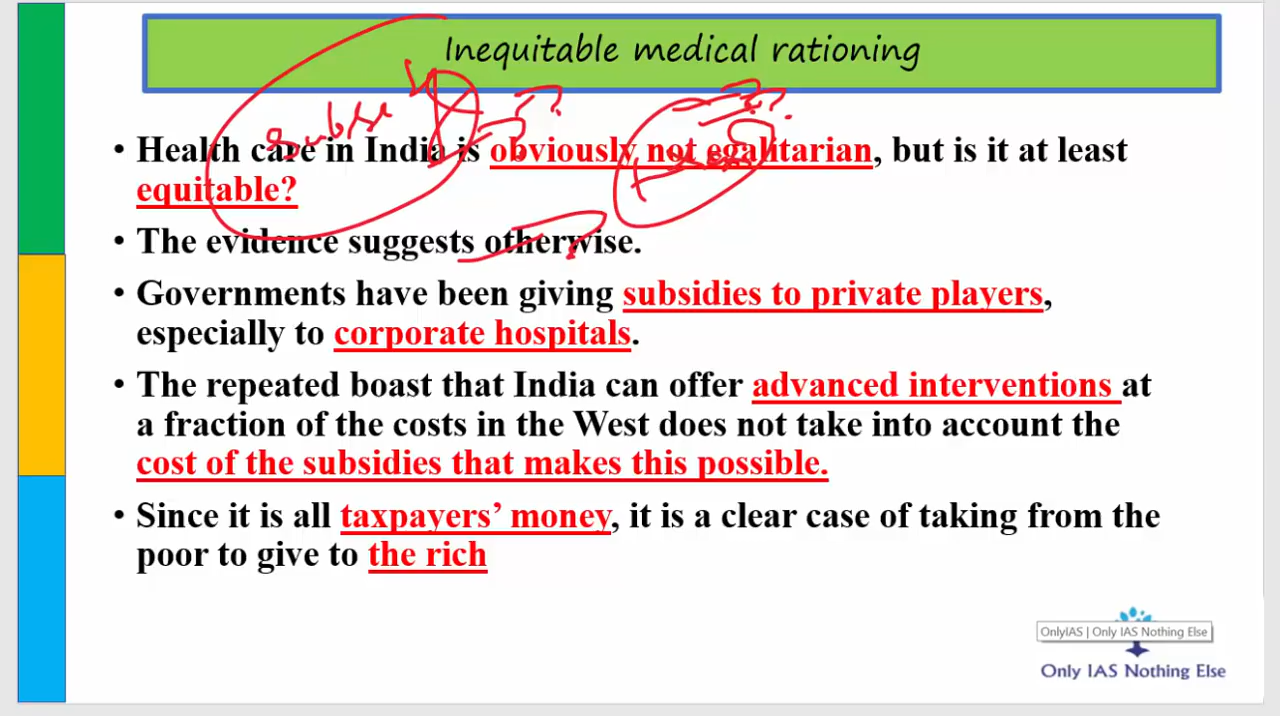 Inequitable medical rationing
• Health care in India is obviously not egalitarian, but is it at least
equitable?
• The evidence suggests otherwise.
• Governments have been giving subsidies to private players,
especially to corporate hospitals.
• The repeated boast that India can offer advanced interventions at
a fraction of the costs in the West does not take into account the
cost of the subsidies that makes this possible.
• Since it is all taxpayers’ money, it is a clear case of taking from the
poor to give to the rich
OnlyIAS | Only IAS Nothing Else
Only IAS Nothing Else